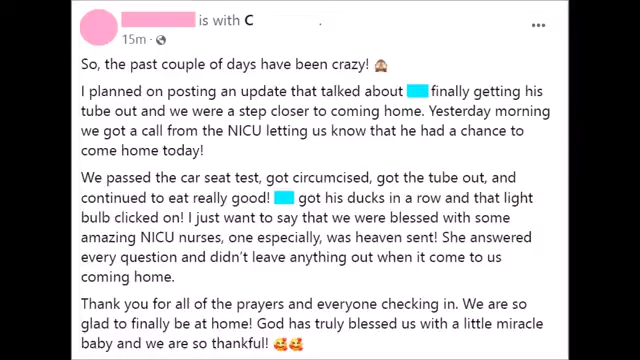 is with C
15m ·
So, the past couple of days have been crazy! 🙈
I planned on posting an update that talked about finally getting his
tube out and we were a step closer to coming home. Yesterday morning
we got a call from the NICU letting us know that he had a chance to
come home today!
We passed the car seat test, got circumcised, got the tube out, and
continued to eat really good! got his ducks in a row and that light
bulb clicked on! I just want to say that we were blessed with some
amazing NICU nurses, one especially, was heaven sent! She answered
every question and didn't leave anything out when it come to us
coming home.
Thank you for all of the prayers and everyone checking in. We are so
glad to finally be at home! God has truly blessed us with a little miracle
baby and we are so thankful! 🥰🥰